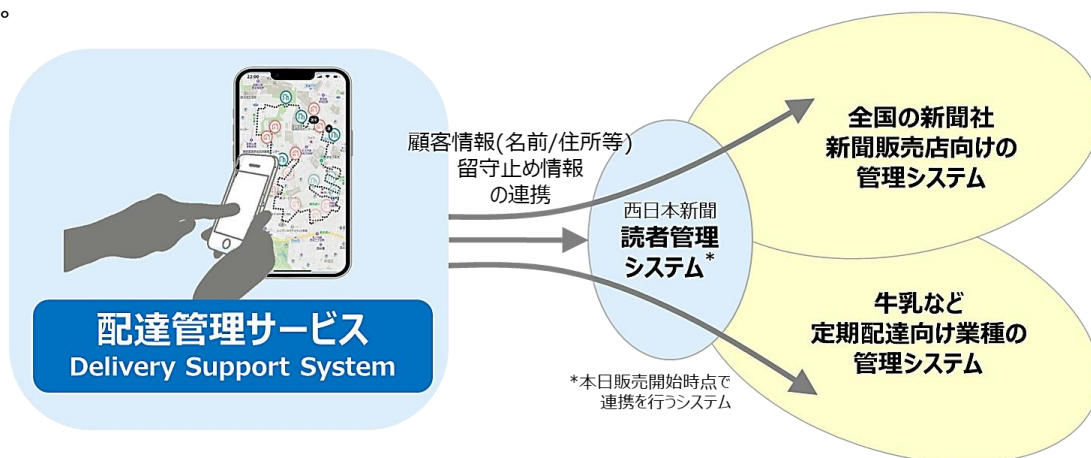 。
22:00
顧客情報(名前/住所等)
留守止め情報
の連携
配達管理サービス
Delivery Support System
西日本新聞
読者管理
システム*
*本日販売開始時点で
連携を行うシステム
全国の新聞社
新聞販売店向けの
管理システム
牛乳など
定期配達向け業種の
管理システム